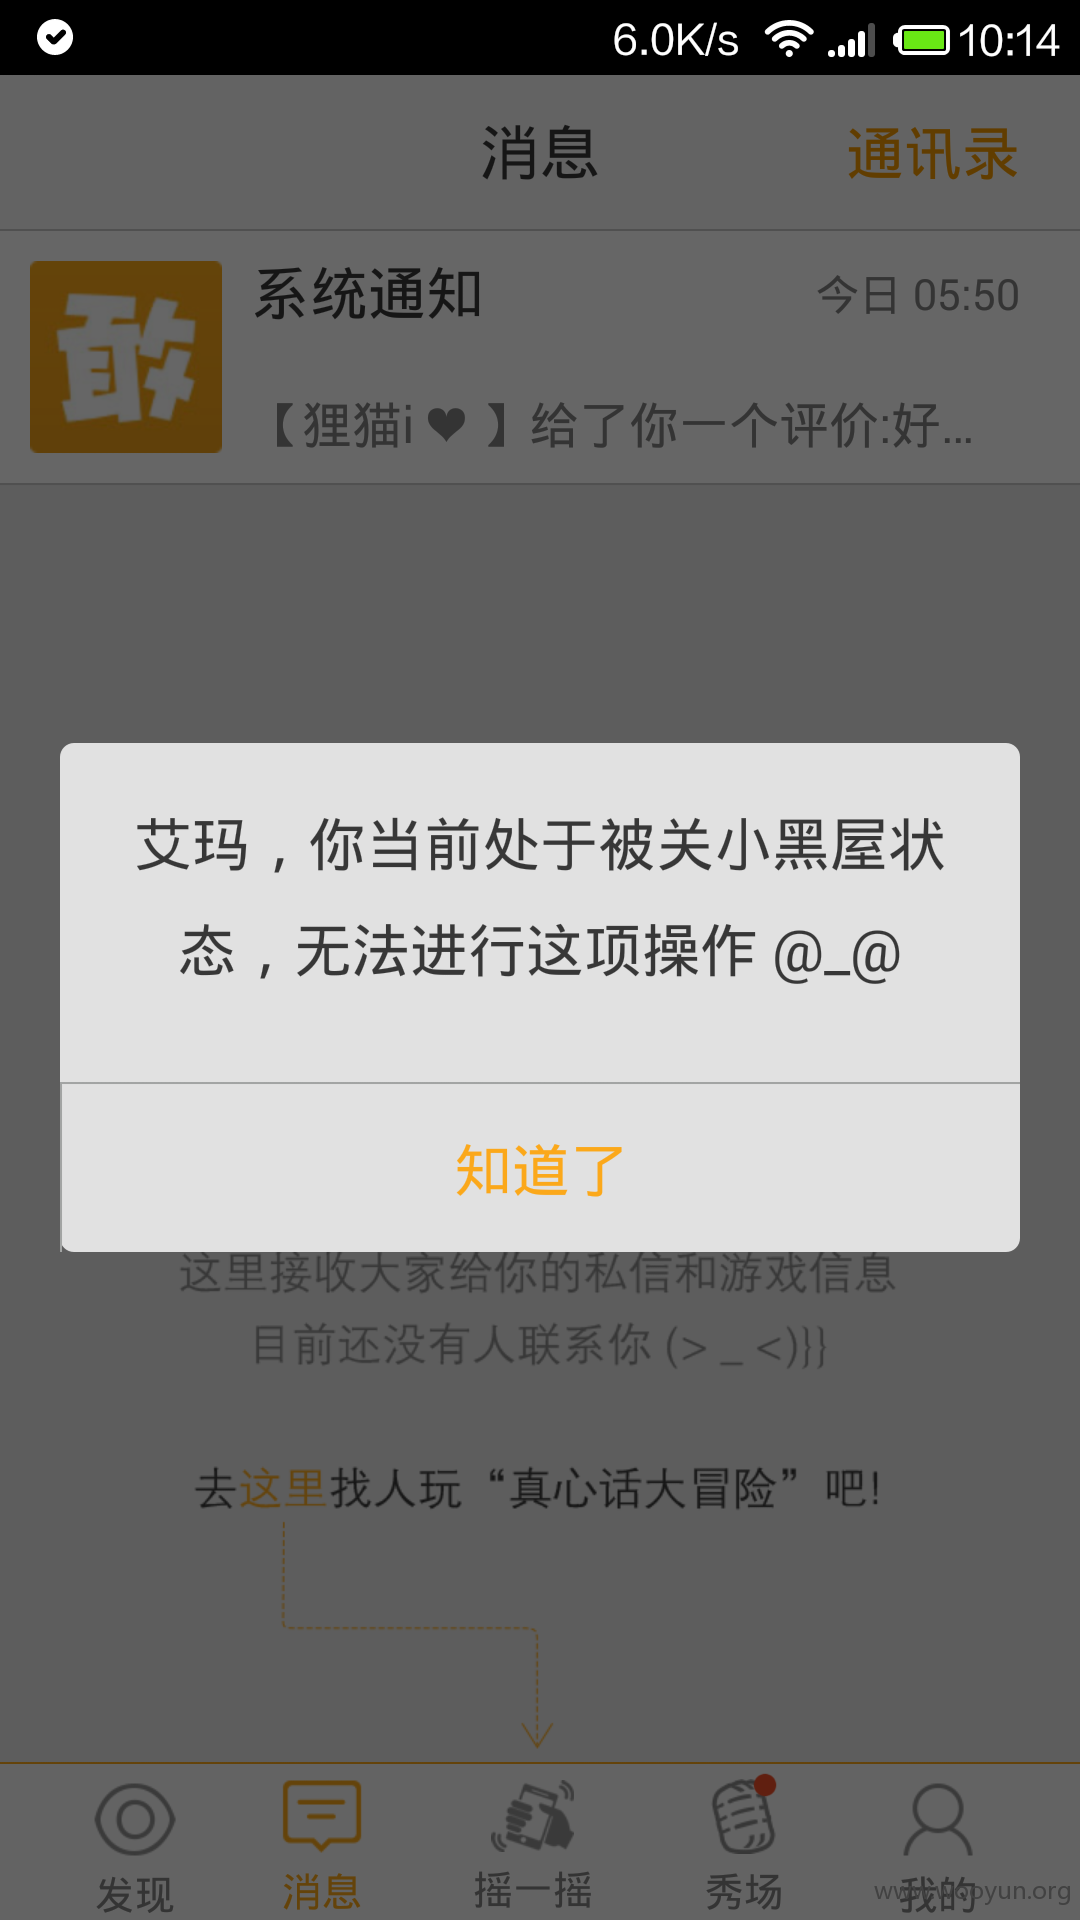 6.0K/s 10:14
消息 通讯录
敢
系统通知 今日 05:50
【狸猫i❤】给了你一个评价:好...
艾玛，你当前处于被关小黑屋状
态，无法进行这项操作 @_@
知道了
这里接收大家给你的私信和游戏信息
目前还没有人联系你 (> _ <)}}
去这里找人玩“真心话大冒险”吧!
发现 消息 摇一摇 秀场 我的
www.wooyun.org